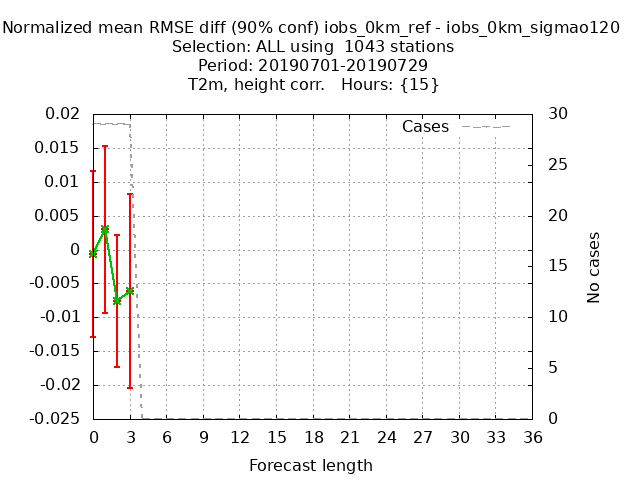 Normalized mean RMSE diff (90% conf) iobs_0km_ref - iobs_0km_sigmao120
Selection: ALL using  1043 stations
Period: 20190701-20190729
T2m, height corr.   Hours: {15}
Cases
0.02
0.015
0.01
0.005
0
-0.005
-0.01
-0.015
-0.02
-0.025
30
25
20
15
10
5
0
No cases
0 3 6 9 12 15 18 21 24 27 30 33 36
Forecast length